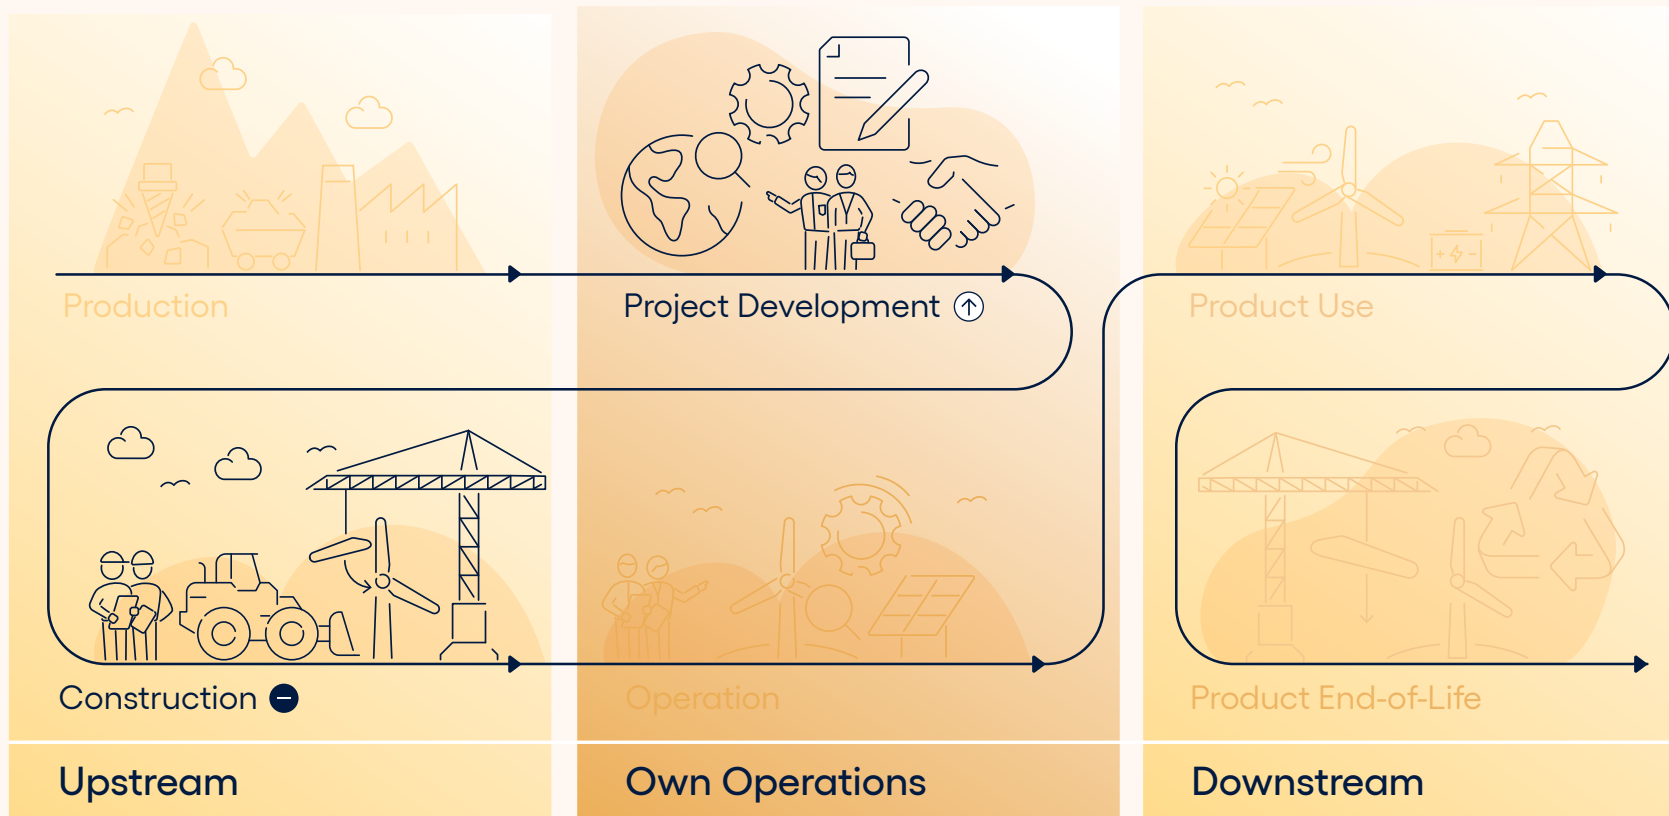 Production
Project Development
Product Use
Construction
Operation
Product End-of-Life
Upstream
Own Operations
Downstream